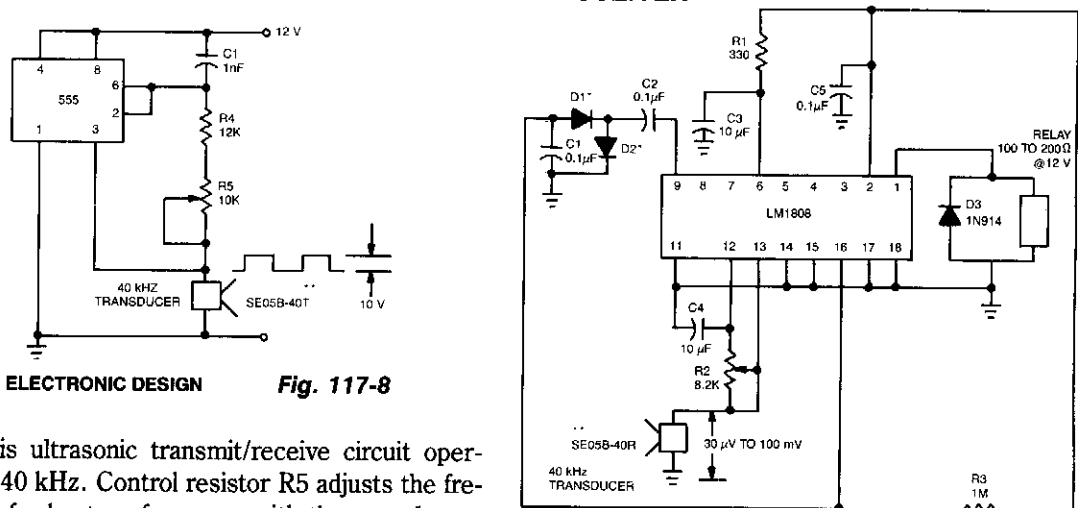 12 V
C1
1nF
4
8
6
2
555
1
3
R4
12K
R5
10K
40 kHZ
TRANSDUCER
SE05B-40T
10 V
ELECTRONIC DESIGN
Fig. 117-8
is ultrasonic transmit/receive circuit oper-
40 kHz. Control resistor R5 adjusts the fre-
R1
330
C2
0.1µF
D1*
C1
0.1µF
D2*
C3
10 µF
C5
0.1µF
RELAY
100 TO 200Ω
@12 V
9 8 7 6 5 4 3 2 1
LM1808
11 12 13 14 15 16 17 18
D3
1N914
C4
10 µF
R2
8.2K
SE05B-40R
30 µV TO 100 mV
40 kHZ
TRANSDUCER
R3
1M